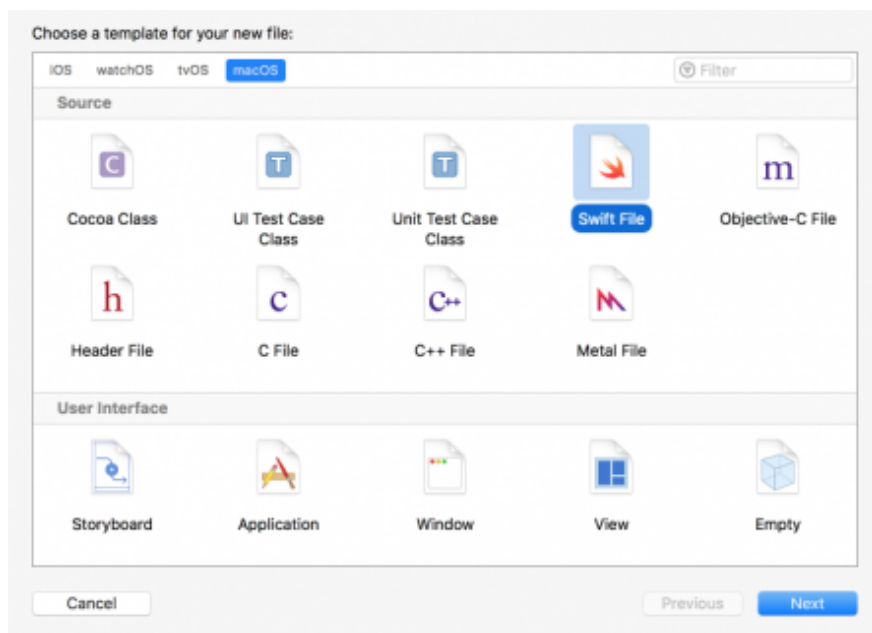 Choose a template for your new file:
iOS watchOS tvOS macOS Filter
Source
C T T m
Cocoa Class UI Test Case Class Unit Test Case Class Swift File Objective-C File
h c C++
Header File C File C++ File Metal File
User Interface
Storyboard Application Window View Empty
Cancel Previous Next